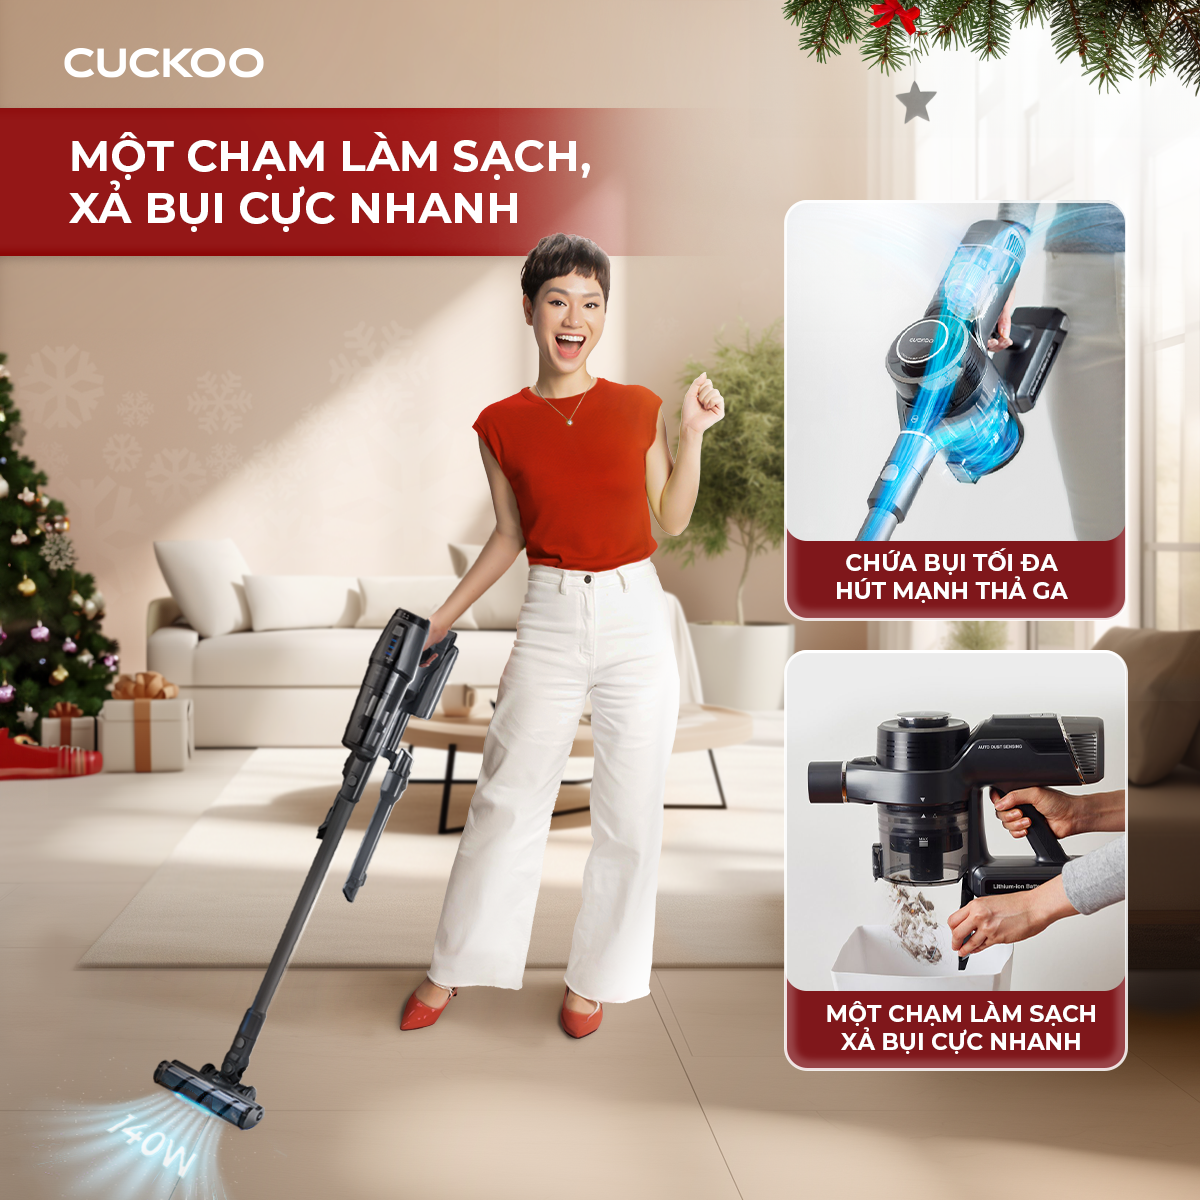 CUCKOO
MỘT CHẠM LÀM SẠCH,
XẢ BỤI CỰC NHANH
CUCKOO
CHỨA BỤI TỐI ĐA
HÚT MẠNH THẢ GA
AUTO DUST SENSING
MAX
Lithium-Ion
MỘT CHẠM LÀM SẠCH
XẢ BỤI CỰC NHANH
140W